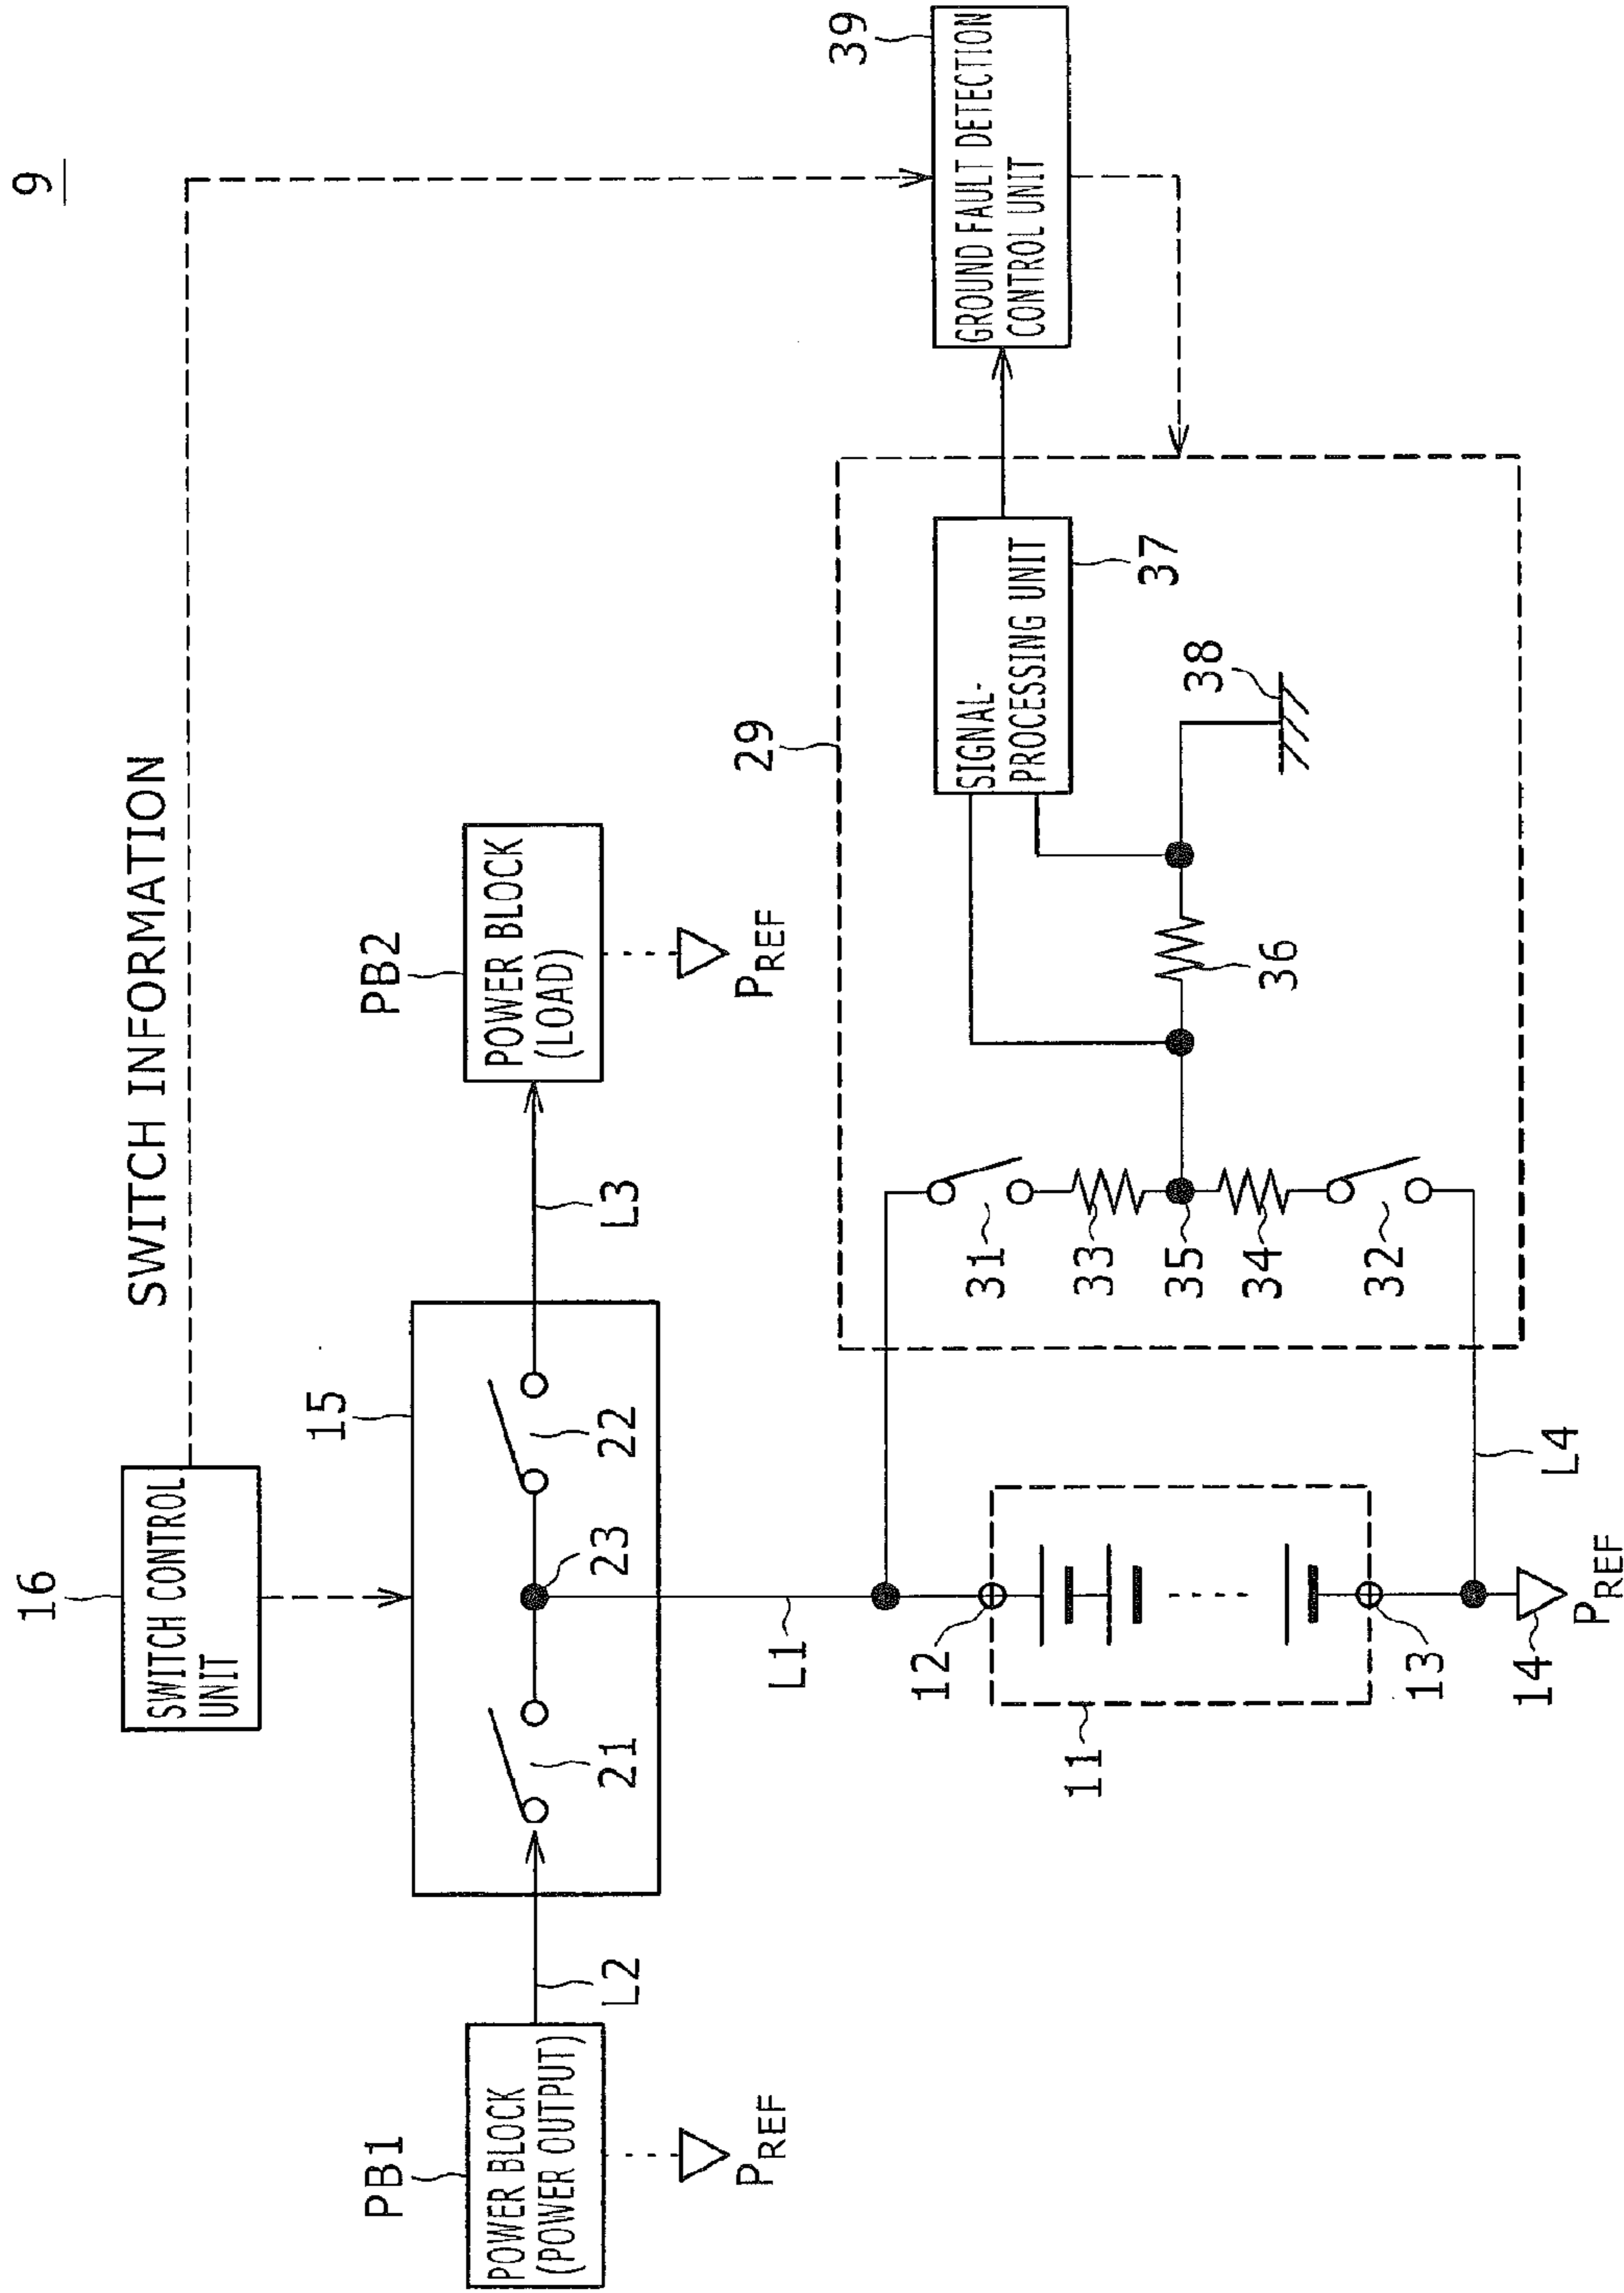 9
SWITCH INFORMATION
16
SWITCH CONTROL
UNIT
15
21
22
23
PB1
POWER BLOCK
(POWER OUTPUT)
PREF
L2
L3
PB2
POWER BLOCK
(LOAD)
PREF
L1
12
11
13
14
PREF
L4
29
31
33
35
34
32
36
SIGNAL-
PROCESSING UNIT
37
38
39
GROUND FAULT DETECTION
CONTROL UNIT